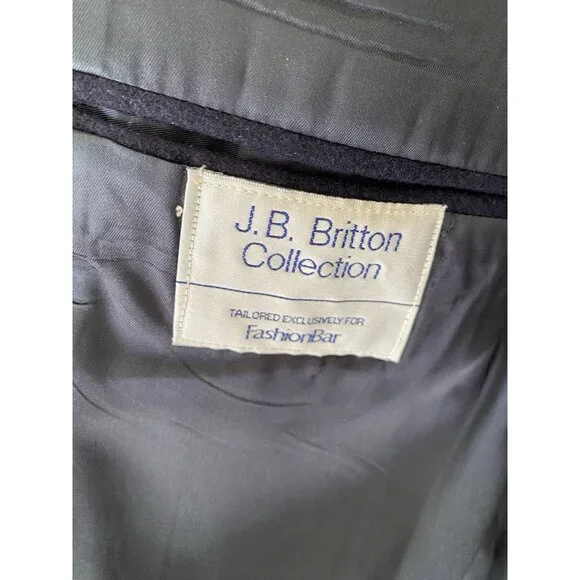 J.B. Britton
Collection
TAILORED EXCLUSIVELY FOR
FashionBar